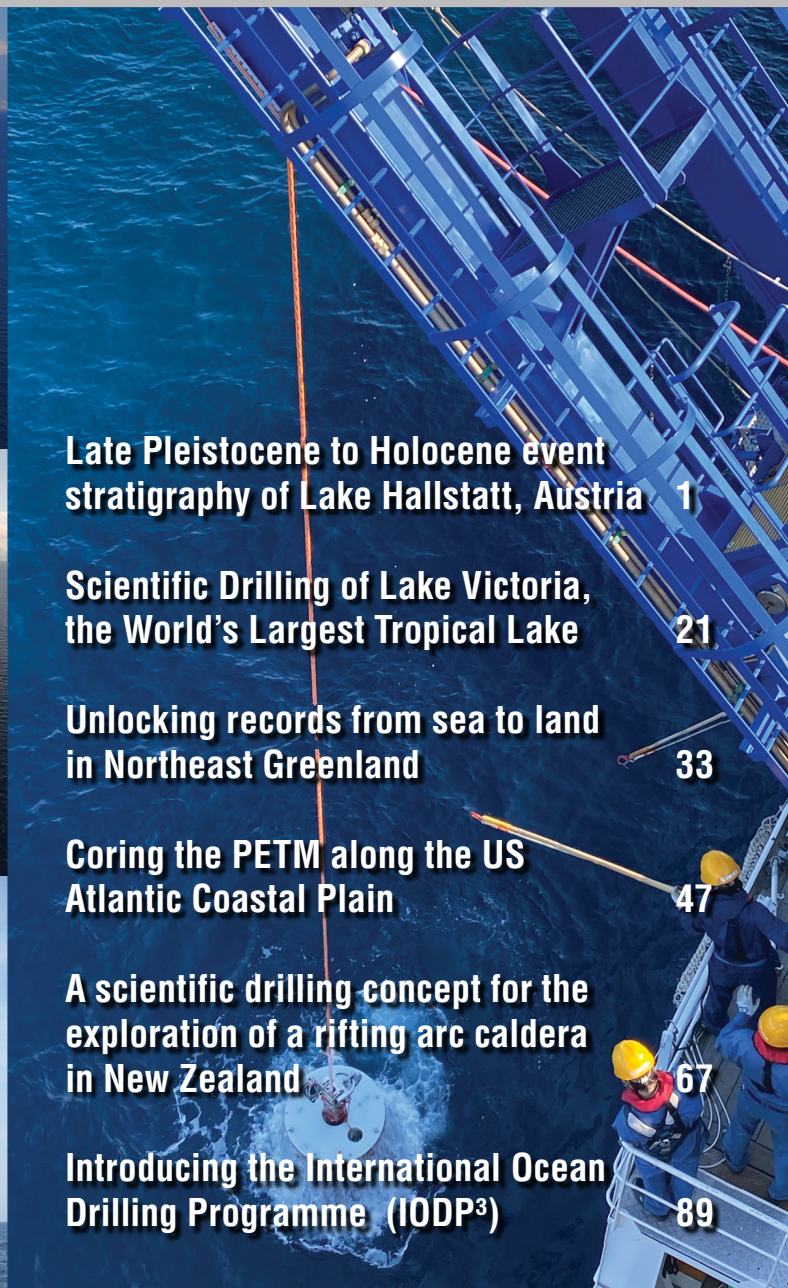 Late Pleistocene to Holocene event
stratigraphy of Lake Hallstatt, Austria 1
Scientific Drilling of Lake Victoria,
the World's Largest Tropical Lake 21
Unlocking records from sea to land
in Northeast Greenland 33
Coring the PETM along the US
Atlantic Coastal Plain 47
A scientific drilling concept for the
exploration of a rifting arc caldera
in New Zealand 67
Introducing the International Ocean
Drilling Programme (IODP³) 89